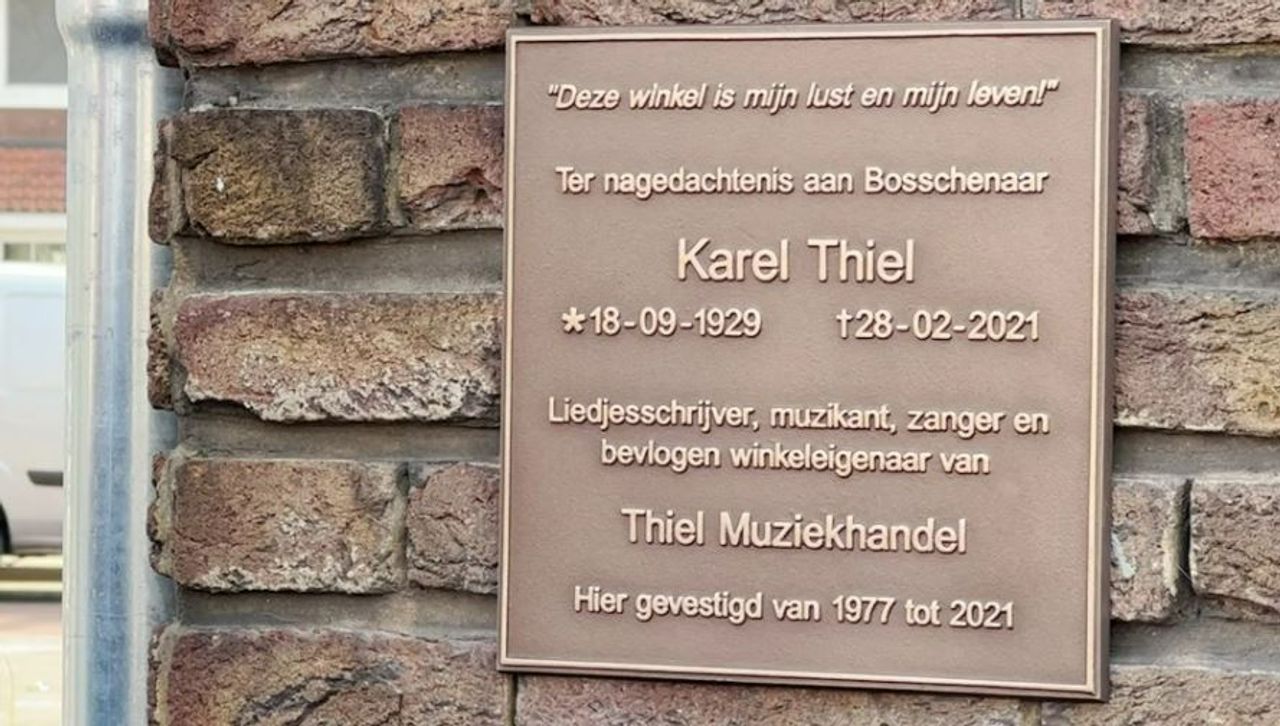 "Deze winkel is mijn lust en mijn leven!"
Ter nagedachtenis aan Bosschenaar
Karel Thiel
*18-09-1929 †28-02-2021
Liedjesschrijver, muzikant, zanger en
bevlogen winkeleigenaar van
Thiel Muziekhandel
Hier gevestigd van 1977 tot 2021